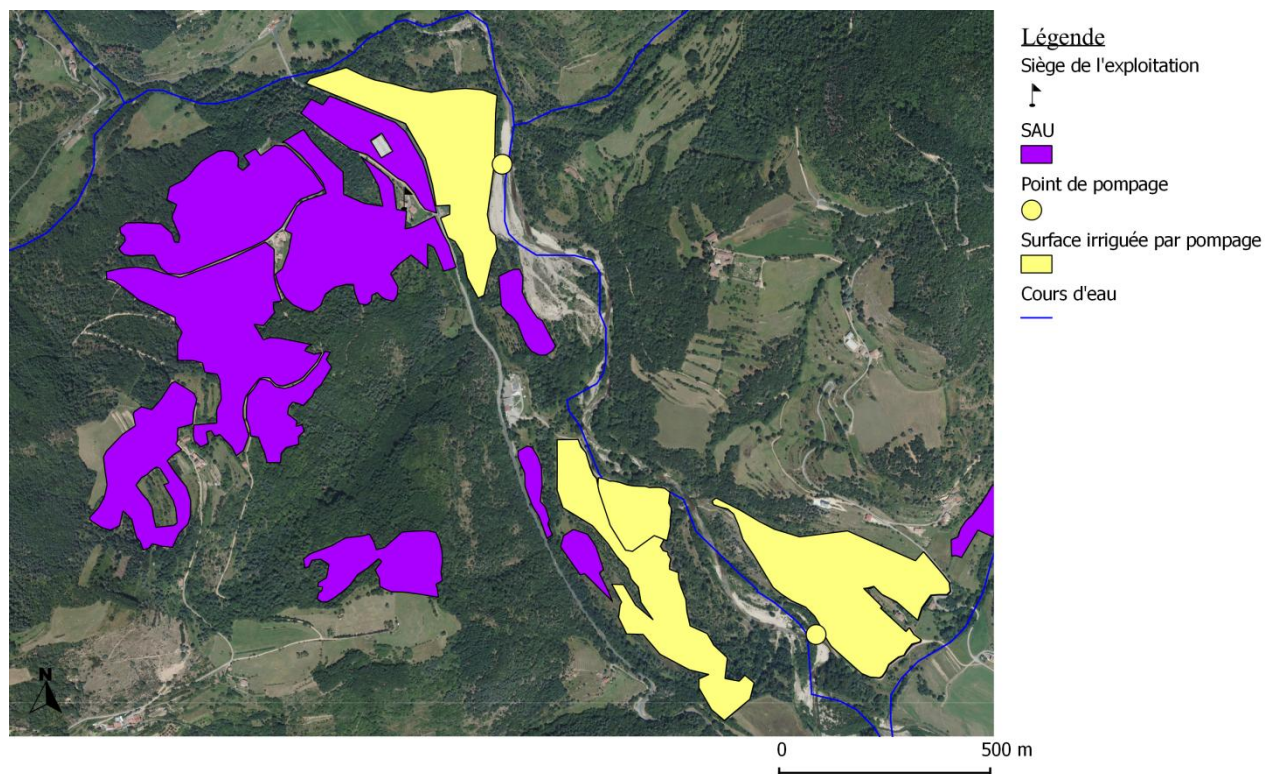 Légende
Siège de l'exploitation
SAU
Point de pompage
Surface irriguée par pompage
Cours d'eau
N
0 500 m